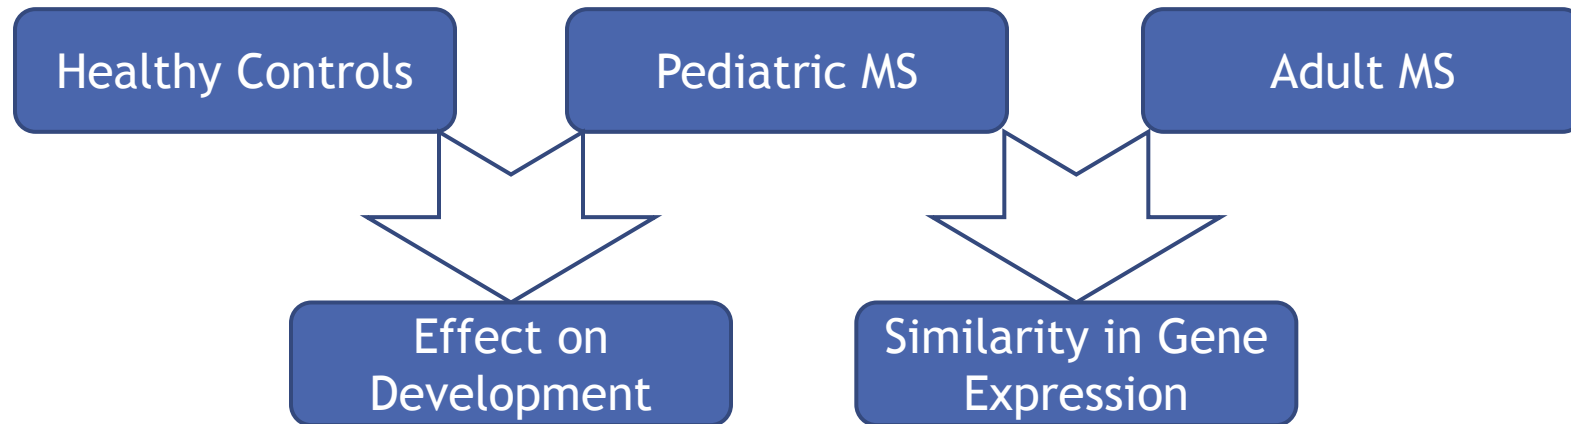 Healthy Controls
Pediatric MS
Adult MS
Effect on
Development
Similarity in Gene
Expression